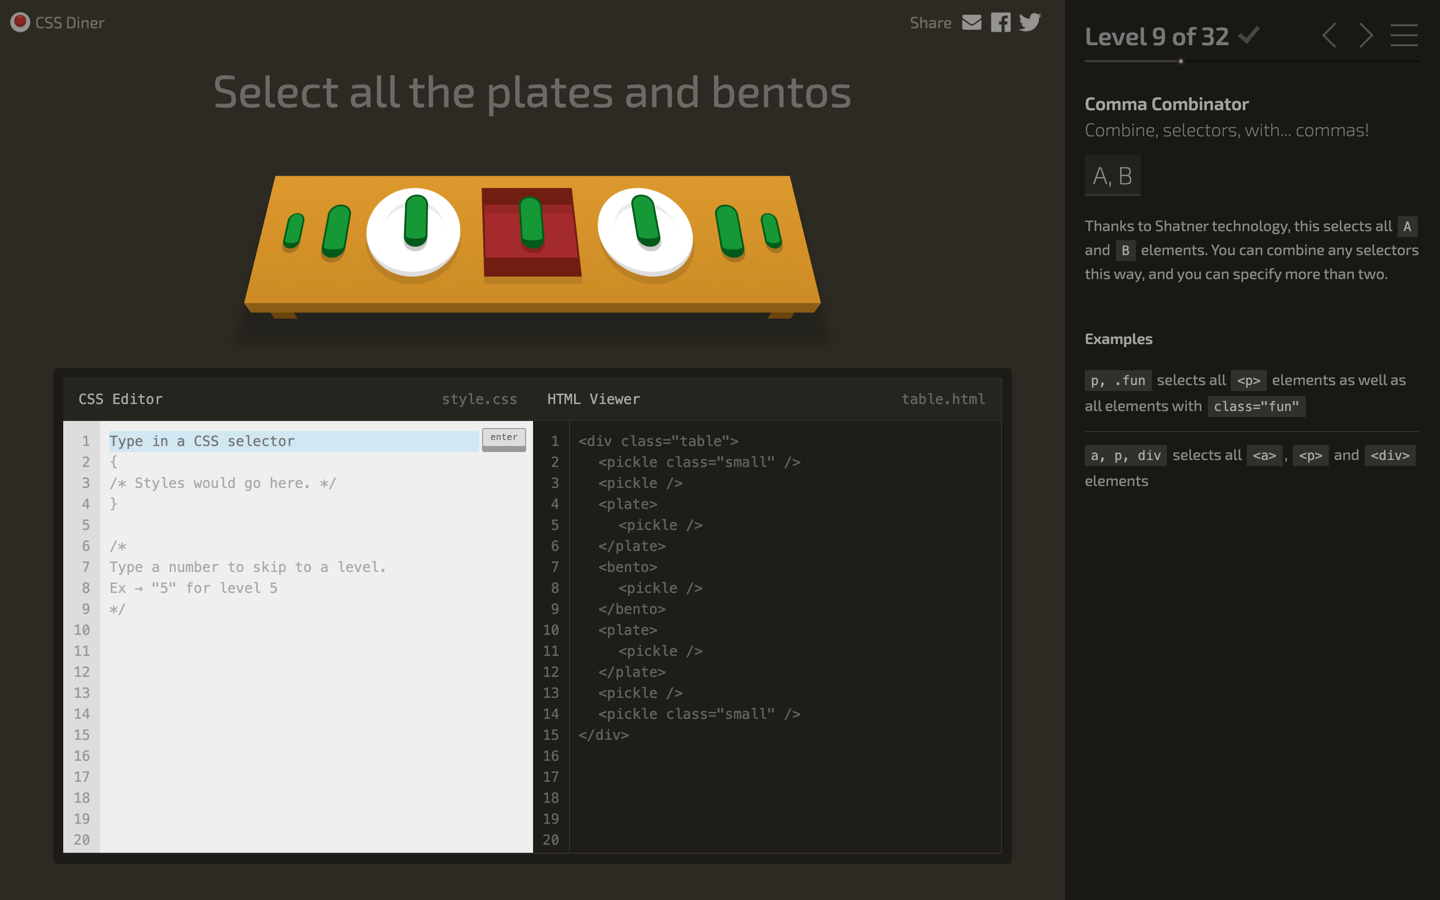 CSS Diner
Share
Select all the plates and bentos
CSS Editor
style.css
HTML Viewer
table.html
1 Type in a CSS selector
enter
2 {
3 /* Styles would go here. */
4 }
5
6 /*
7 Type a number to skip to a level.
8 Ex → "5" for level 5
9 */
10
11
12
13
14
15
16
17
18
19
20
1 <div class="table">
2 <pickle class="small" />
3 <pickle />
4 <plate>
5 <pickle />
6 </plate>
7 <bento>
8 <pickle />
9 </bento>
10 <plate>
11 <pickle />
12 </plate>
13 <pickle />
14 <pickle class="small" />
15 </div>
16
17
18
19
20
Level 9 of 32
Comma Combinator
Combine, selectors, with... commas!
A, B
Thanks to Shatner technology, this selects all A
and B elements. You can combine any selectors
this way, and you can specify more than two.
Examples
p, .fun selects all <p> elements as well as
all elements with class="fun"
a, p, div selects all <a>, <p> and <div>
elements